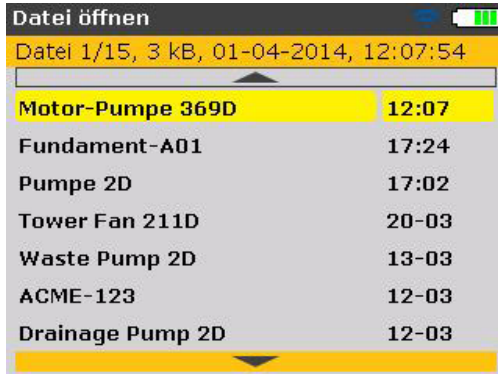 Datei öffnen
Datei 1/15, 3 kB, 01-04-2014, 12:07:54
Motor-Pumpe 369D 12:07
Fundament-A01 17:24
Pumpe 2D 17:02
Tower Fan 211D 20-03
Waste Pump 2D 13-03
ACME-123 12-03
Drainage Pump 2D 12-03